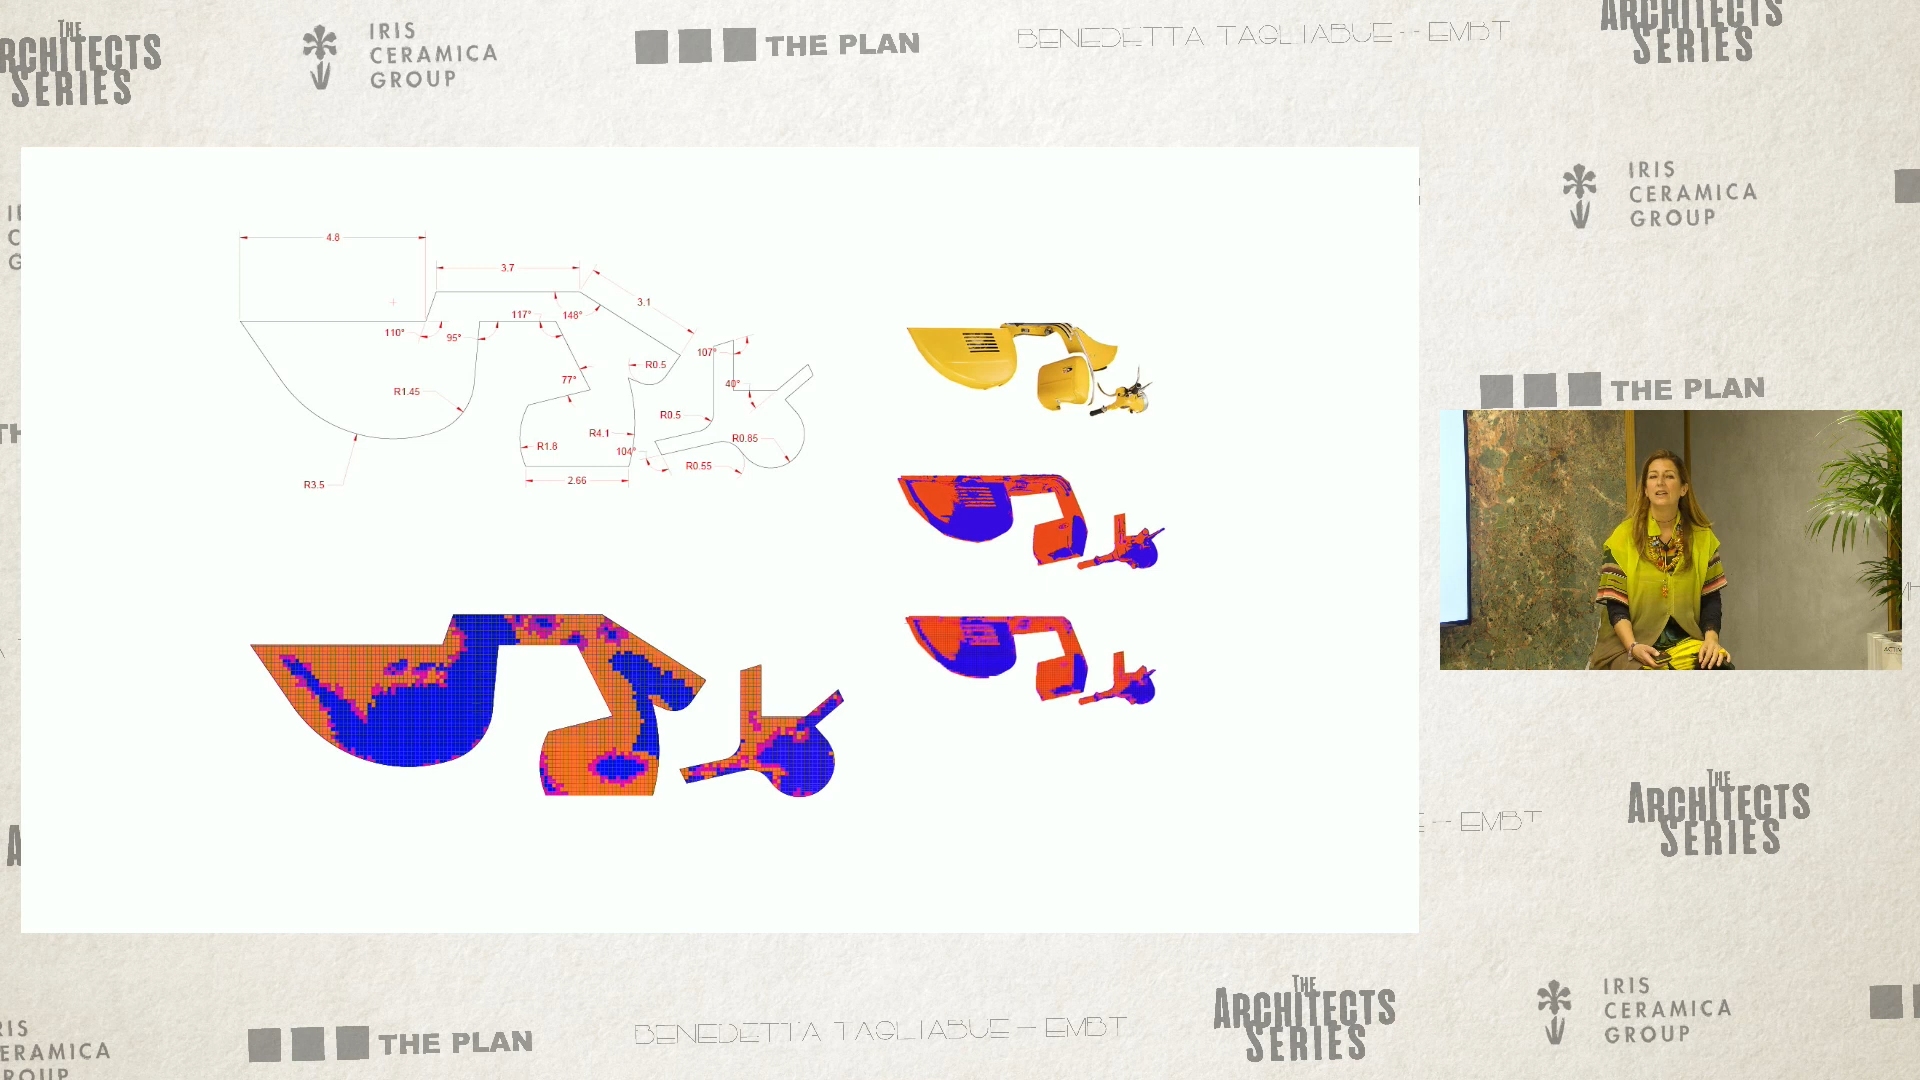 THE
ARCHITECTS
SERIES
IRIS
CERAMICA
GROUP
THE PLAN
BENEDETTA TAGLIABUE -- EMBT
THE
ARCHITECTS
SERIES
IRIS
CERAMICA
GROUP
4.8
3.7
3.1
110°
95°
117°
148°
107°
R0.5
77°
40°
R1.45
R0.5
R1.8
R4.1
104°
R0.85
R0.55
2.66
R3.5
THE PLAN
-- EMBT
THE
ARCHITECTS
SERIES
THE PLAN
BENEDETTA TAGLIABUE -- EMBT
THE
ARCHITECTS
SERIES
IRIS
CERAMICA
GROUP